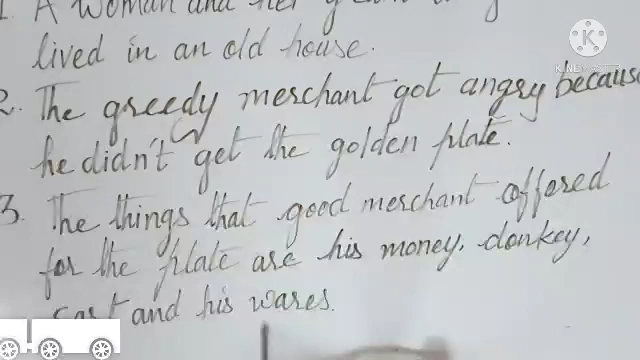 1. A woman and her
lived in an old house.
2. The greedy merchant got angry because
he didn't get the golden plate.
3. The things that good merchant offered
for the plate are his money, donkey,
cart and his wares.
K